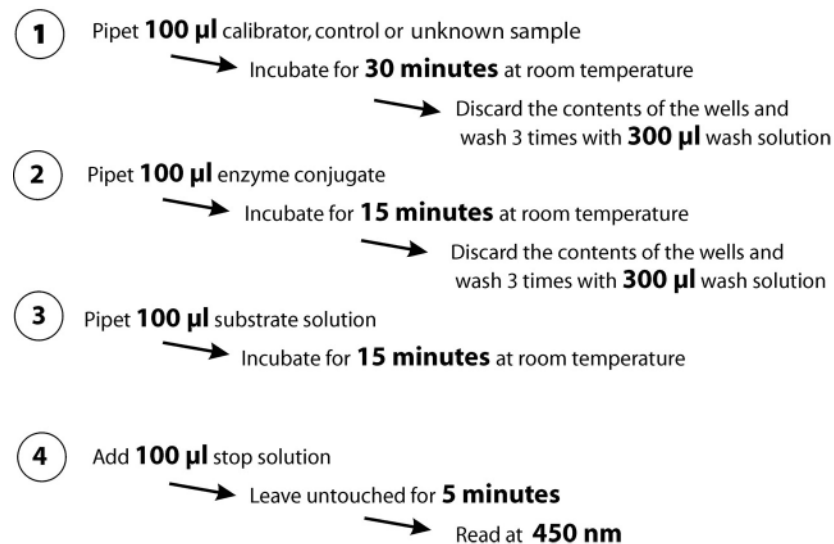 1 Pipet 100 µl calibrator, control or unknown sample
Incubate for 30 minutes at room temperature
Discard the contents of the wells and
wash 3 times with 300 µl wash solution
2 Pipet 100 µl enzyme conjugate
Incubate for 15 minutes at room temperature
Discard the contents of the wells and
wash 3 times with 300 µl wash solution
3 Pipet 100 µl substrate solution
Incubate for 15 minutes at room temperature
4 Add 100 µl stop solution
Leave untouched for 5 minutes
Read at 450 nm